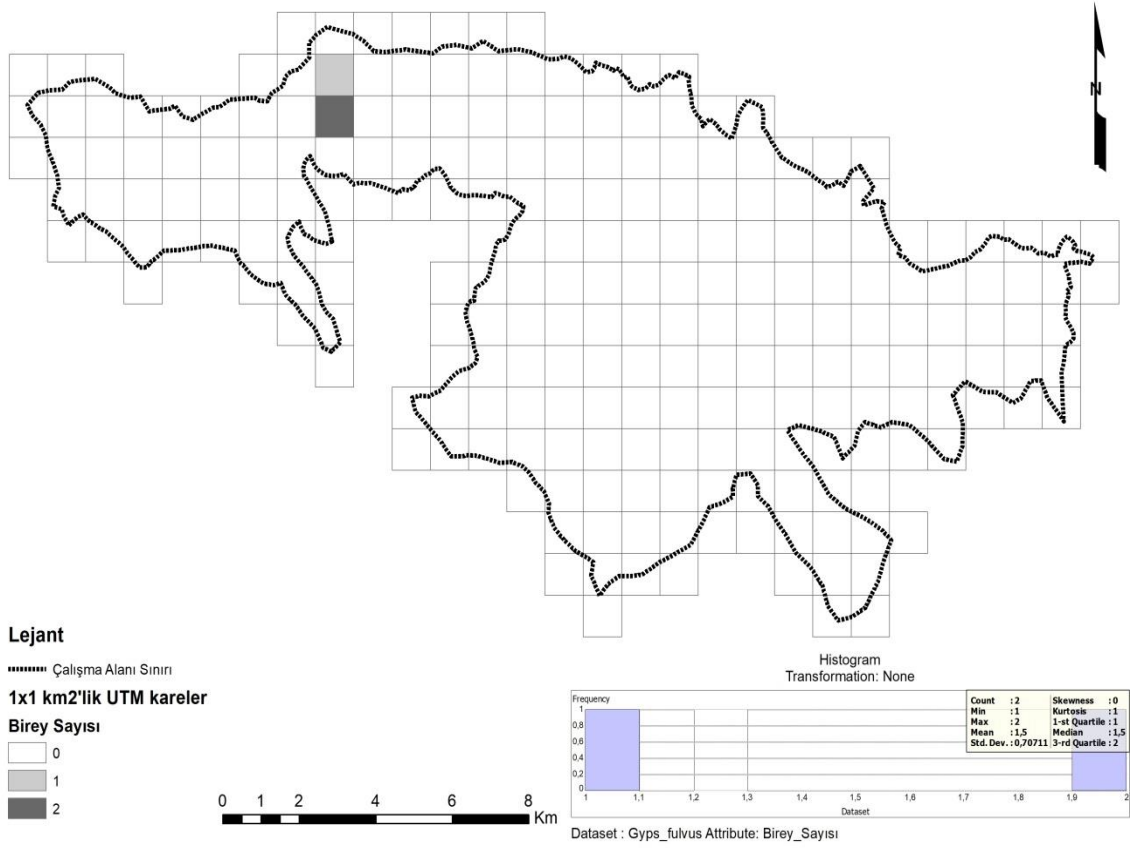 N
Lejant
Çalışma Alanı Sınırı
1x1 km2'lik UTM kareler
Birey Sayısı
0
1
2
0 1 2 4 6 8
Km
Histogram
Transformation: None
Frequency
Count : 2 Skewness : 0
Min : 1 Kurtosis : 1
Max : 2 1-st Quartile : 1
Mean : 1,5 Median : 1,5
Std. Dev. : 0,70711 3-rd Quartile : 2
1
0,8
0,6
0,4
0,2
0
1 1,1 1,2 1,3 1,4 1,5 1,6 1,7 1,8 1,9 2
Dataset
Dataset : Gyps_fulvus Attribute: Birey_Sayısı